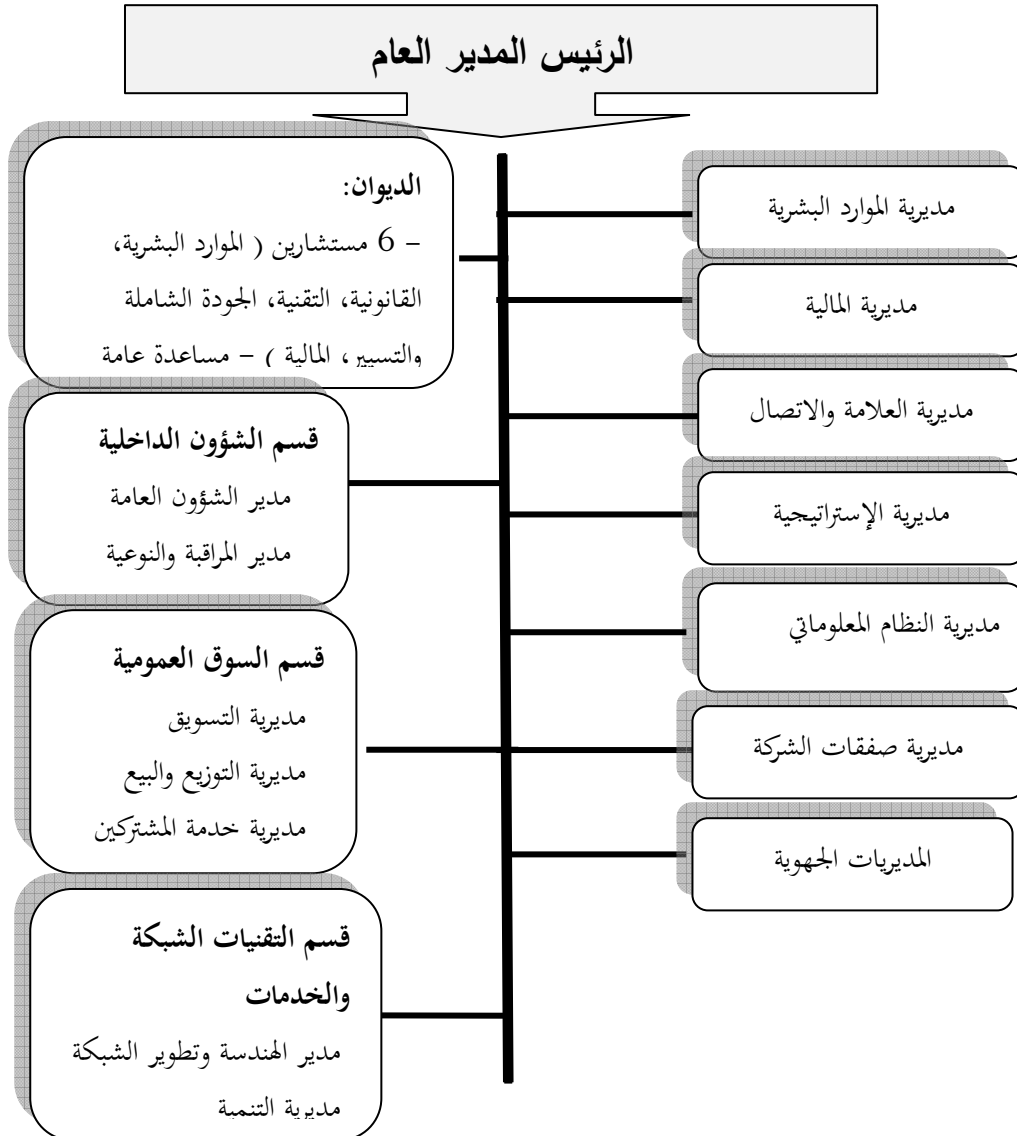 الرئيس المدير العام
مديرية الموارد البشرية
مديرية المالية
مديرية العلامة والاتصال
مديرية الإستراتيجية
مديرية النظام المعلوماتي
مديرية صفقات الشركة
المديريات الجهوية
الديوان:
– 6 مستشارين ( الموارد البشرية،
القانونية، التقنية، الجودة الشاملة
والتسيير، المالية ) – مساعدة عامة
قسم الشؤون الداخلية
مدير الشؤون العامة
مدير المراقبة والنوعية
قسم السوق العمومية
مديرية التسويق
مديرية التوزيع والبيع
مديرية خدمة المشتركين
قسم التقنيات الشبكة
والخدمات
مدير الهندسة وتطوير الشبكة
مديرية التنمية